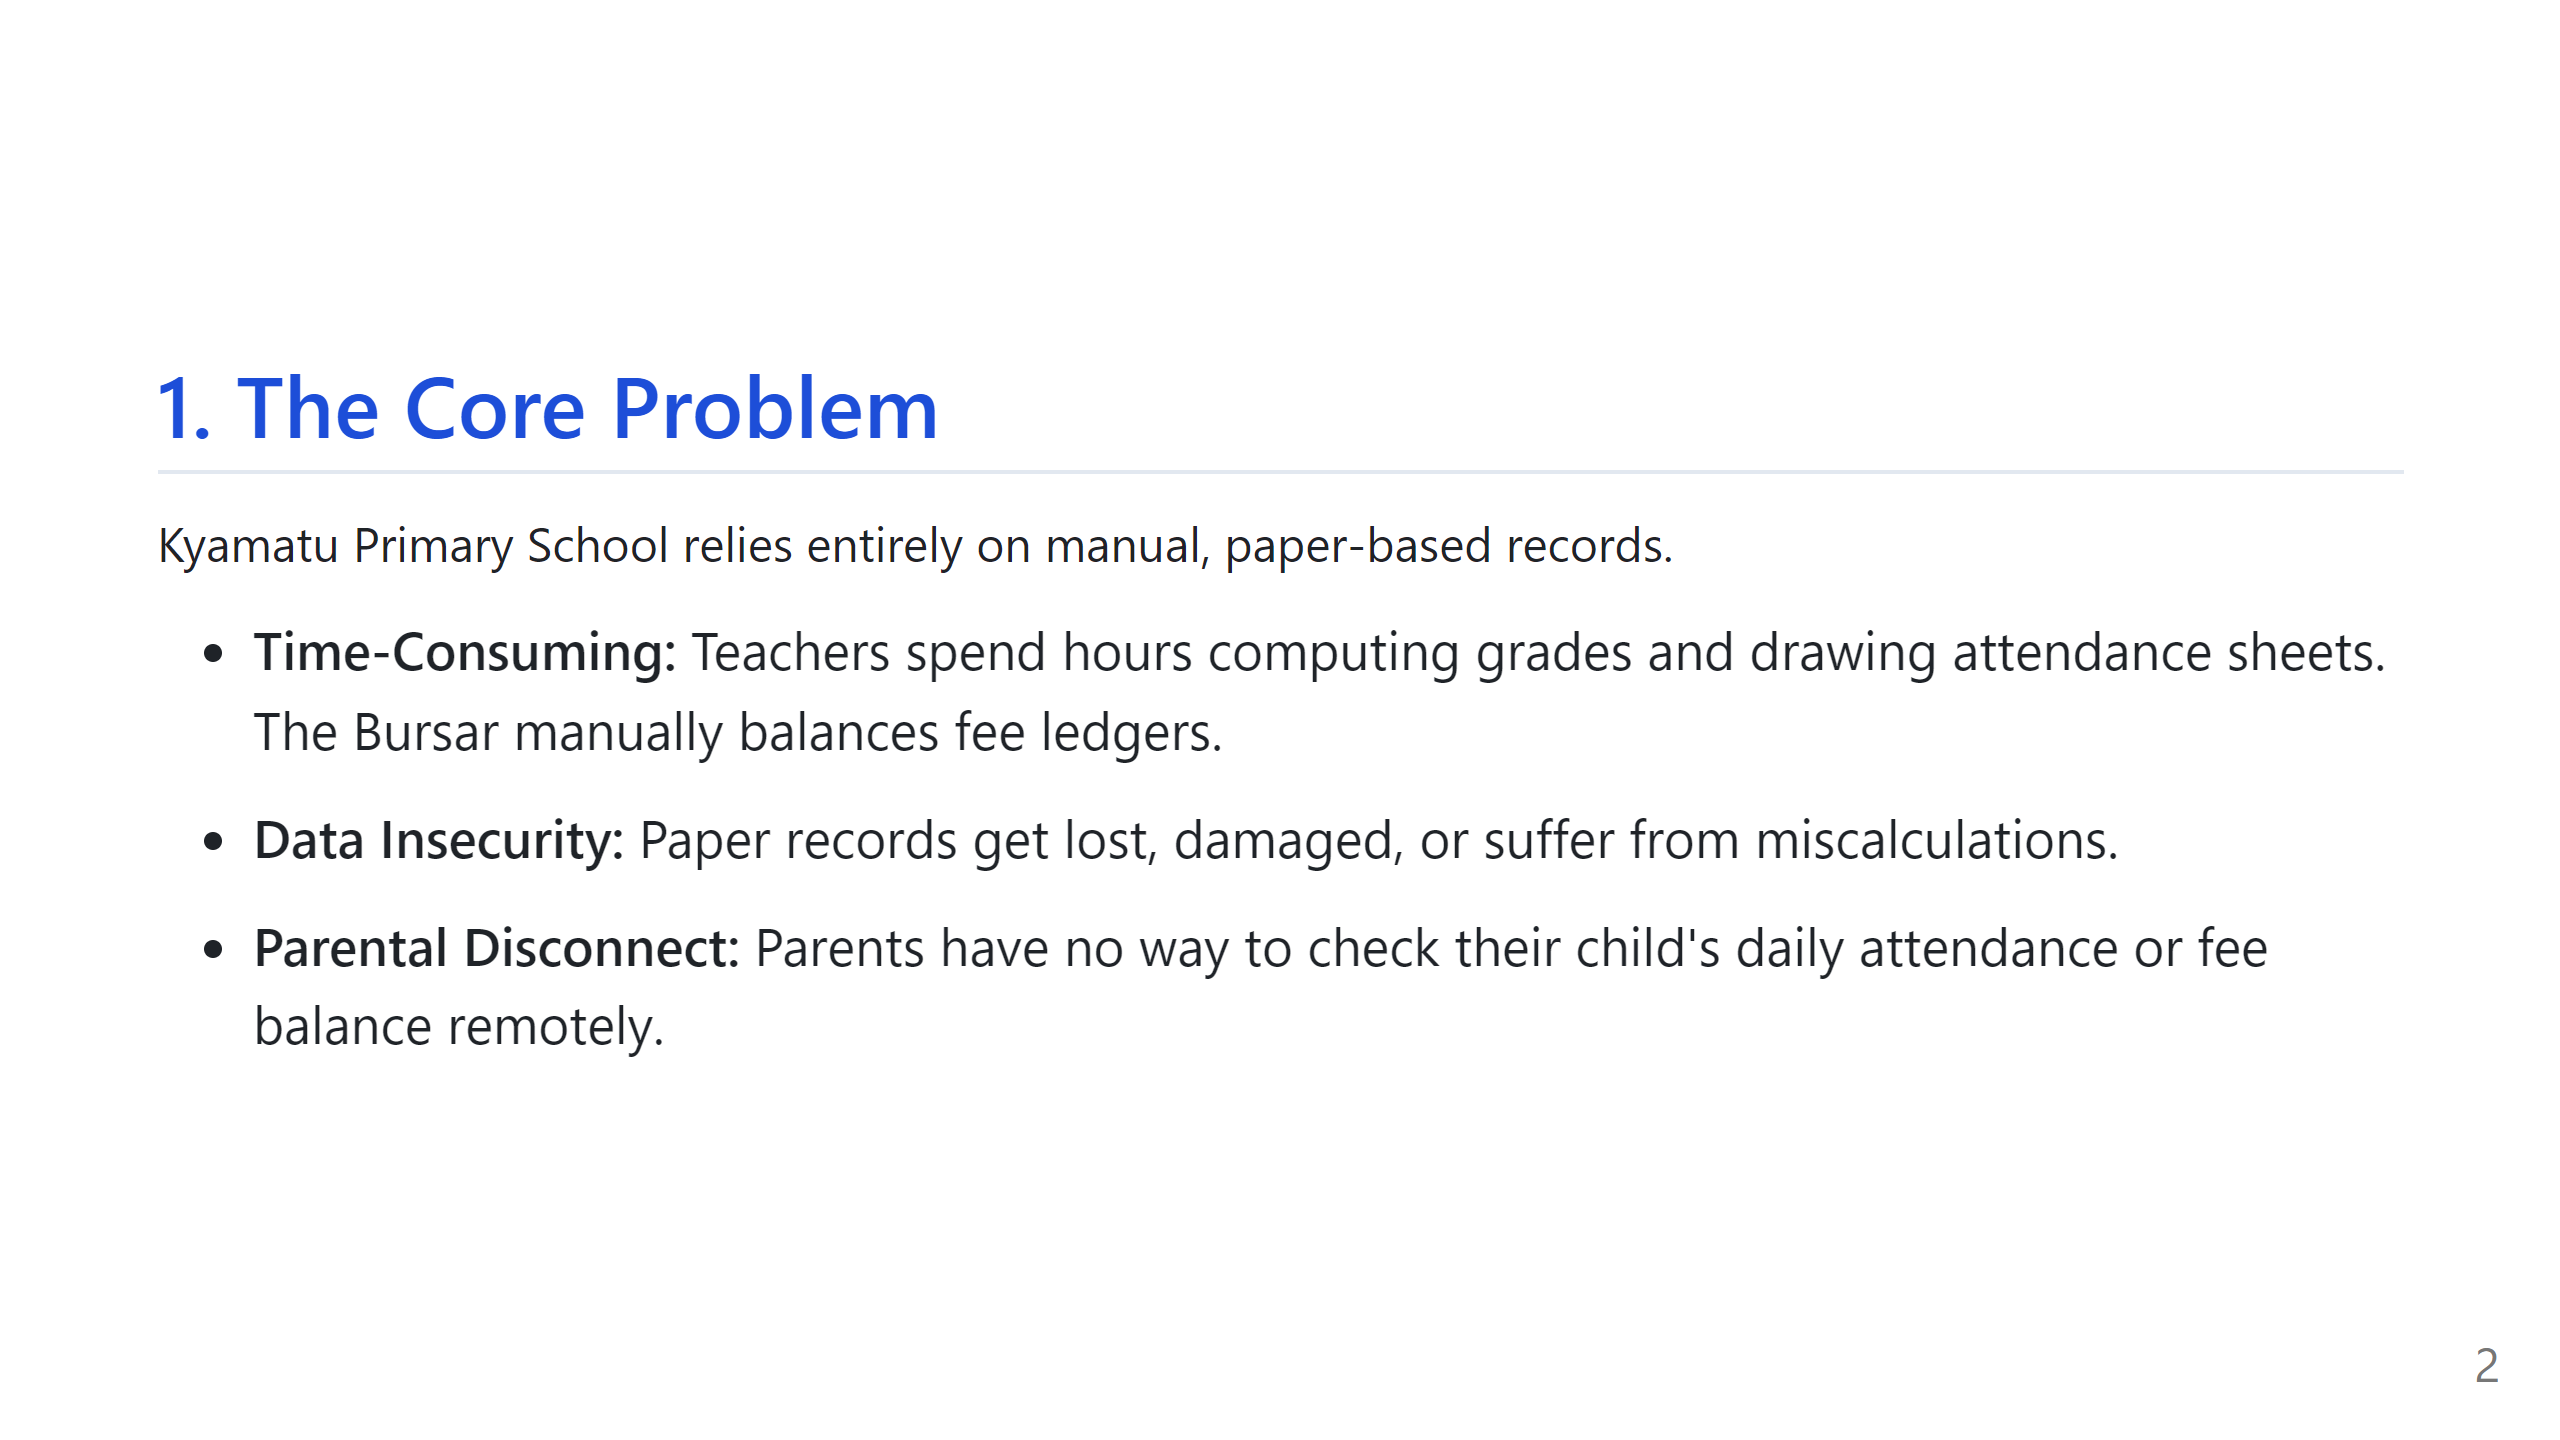 1. The Core Problem
Kyamatu Primary School relies entirely on manual, paper-based records.
• Time-Consuming: Teachers spend hours computing grades and drawing attendance sheets.
The Bursar manually balances fee ledgers.
• Data Insecurity: Paper records get lost, damaged, or suffer from miscalculations.
• Parental Disconnect: Parents have no way to check their child's daily attendance or fee
balance remotely.
2